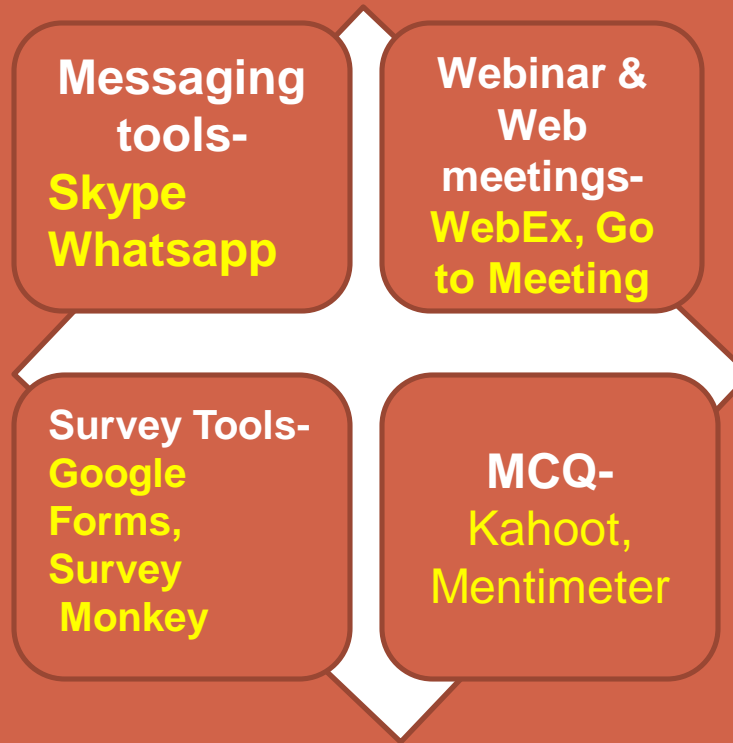 Messaging
tools-
Skype
Whatsapp
Webinar &
Web
meetings-
WebEx, Go
to Meeting
Survey Tools-
Google
Forms,
Survey
Monkey
MCQ-
Kahoot,
Mentimeter